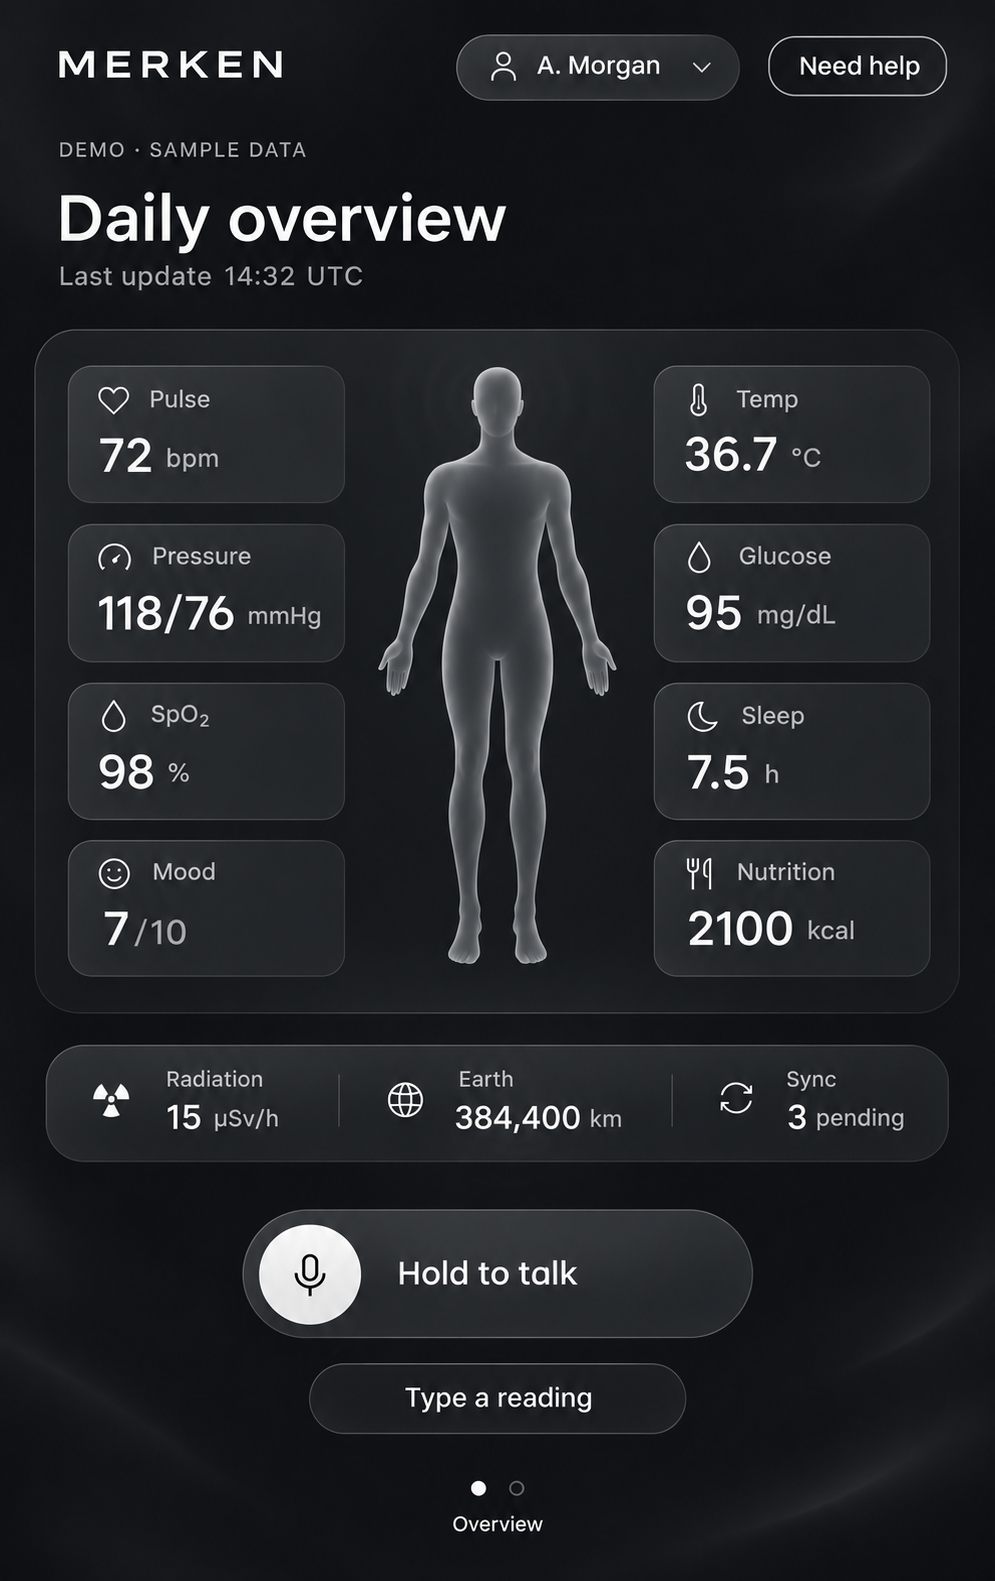 MERKEN
A. Morgan
Need help
DEMO · SAMPLE DATA
Daily overview
Last update 14:32 UTC
Pulse
72 bpm
Pressure
118/76 mmHg
SpO₂
98 %
Mood
7/10
Temp
36.7 °C
Glucose
95 mg/dL
Sleep
7.5 h
Nutrition
2100 kcal
Radiation
15 μSv/h
Earth
384,400 km
Sync
3 pending
Hold to talk
Type a reading
Overview